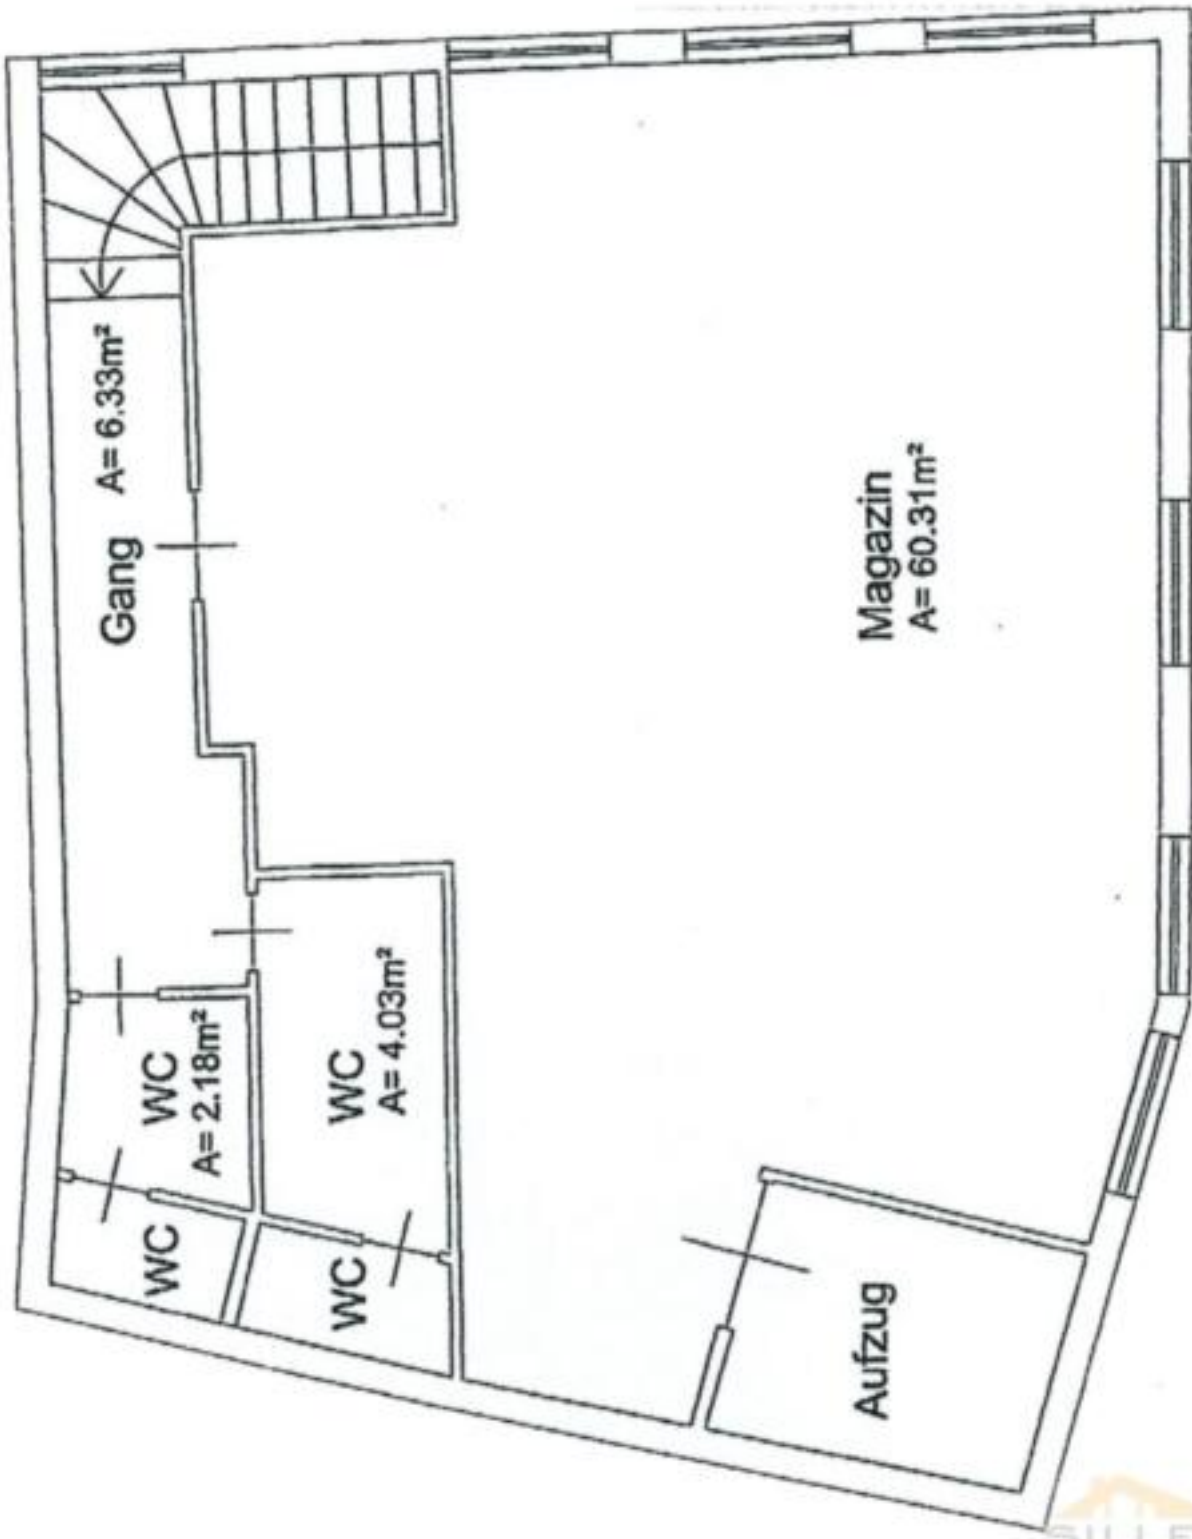 Gang A= 6.33m²
WC
A= 2.18m²
WC
WC
A= 4.03m²
WC
Magazin
A= 60.31m²
Aufzug